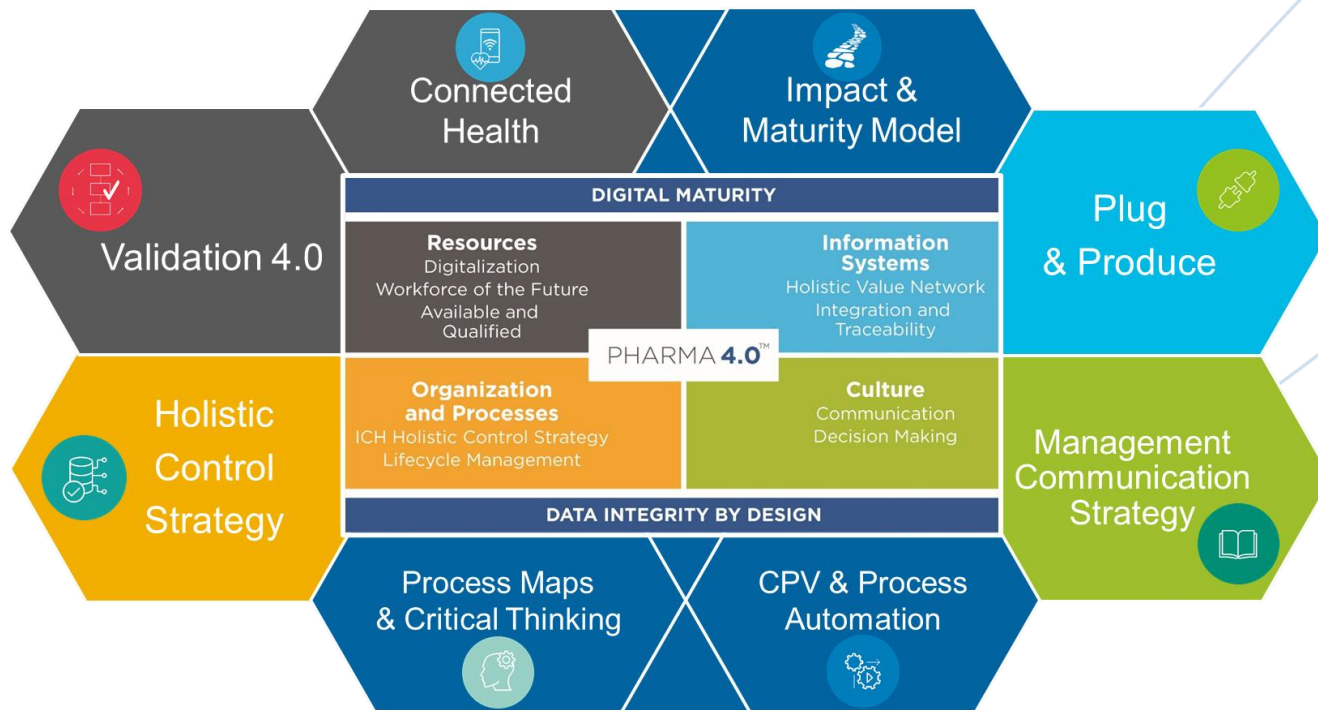 Connected
Health
Impact &
Maturity Model
Validation 4.0
Plug
& Produce
DIGITAL MATURITY
Resources
Digitalization
Workforce of the Future
Available and
Qualified
Information
Systems
Holistic Value Network
Integration and
Traceability
PHARMA 4.0™
Organization
and Processes
ICH Holistic Control Strategy
Lifecycle Management
Culture
Communication
Decision Making
DATA INTEGRITY BY DESIGN
Holistic
Control
Strategy
Management
Communication
Strategy
Process Maps
& Critical Thinking
CPV & Process
Automation